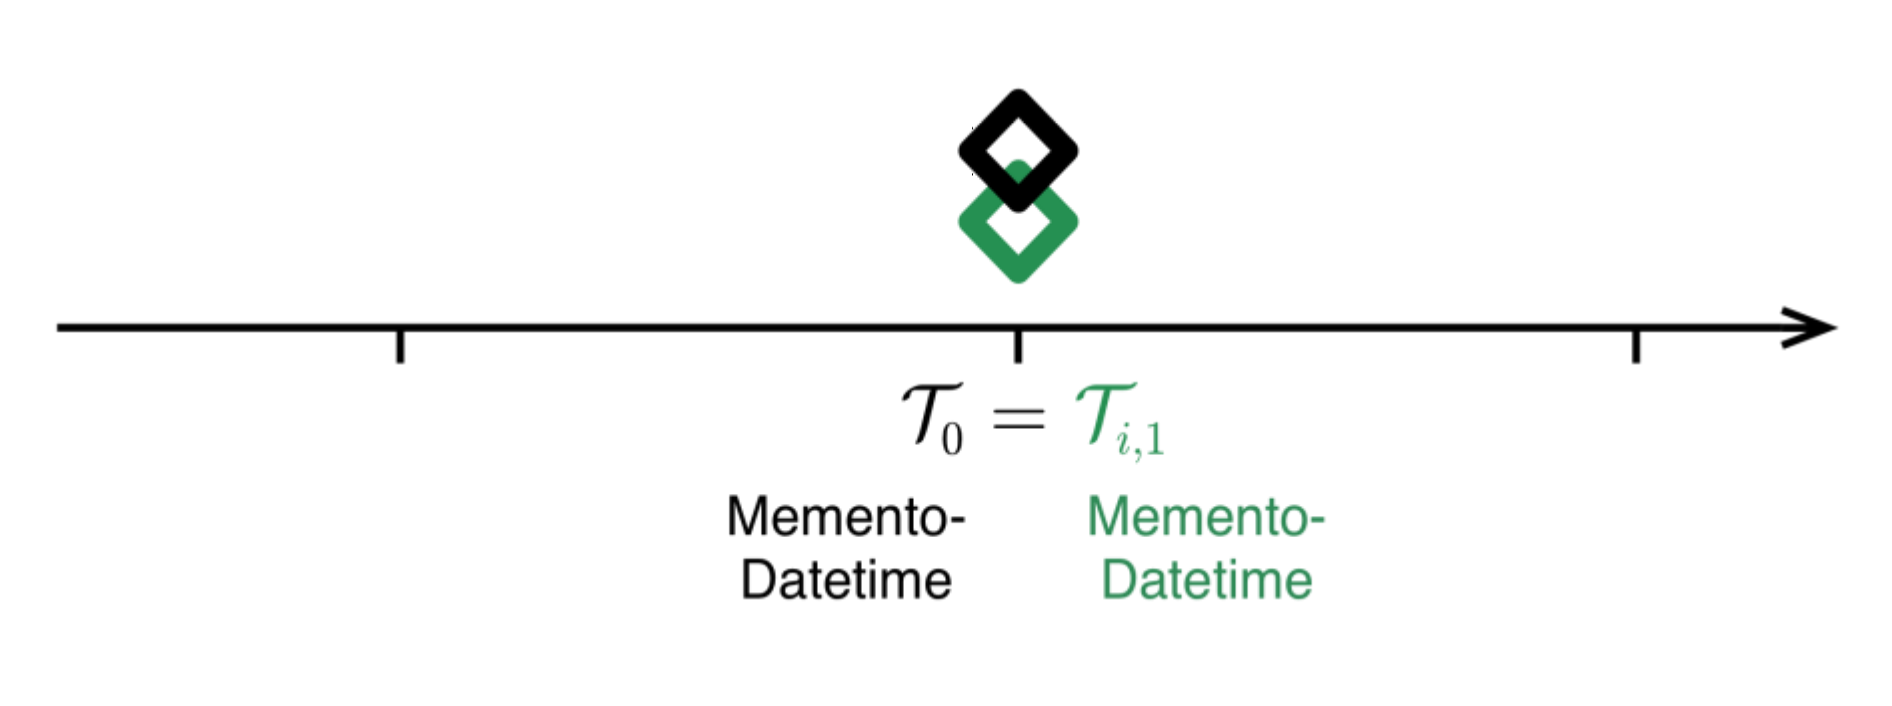 𝒯₀ = 𝒯ᵢ,₁
Memento- Memento-
Datetime Datetime